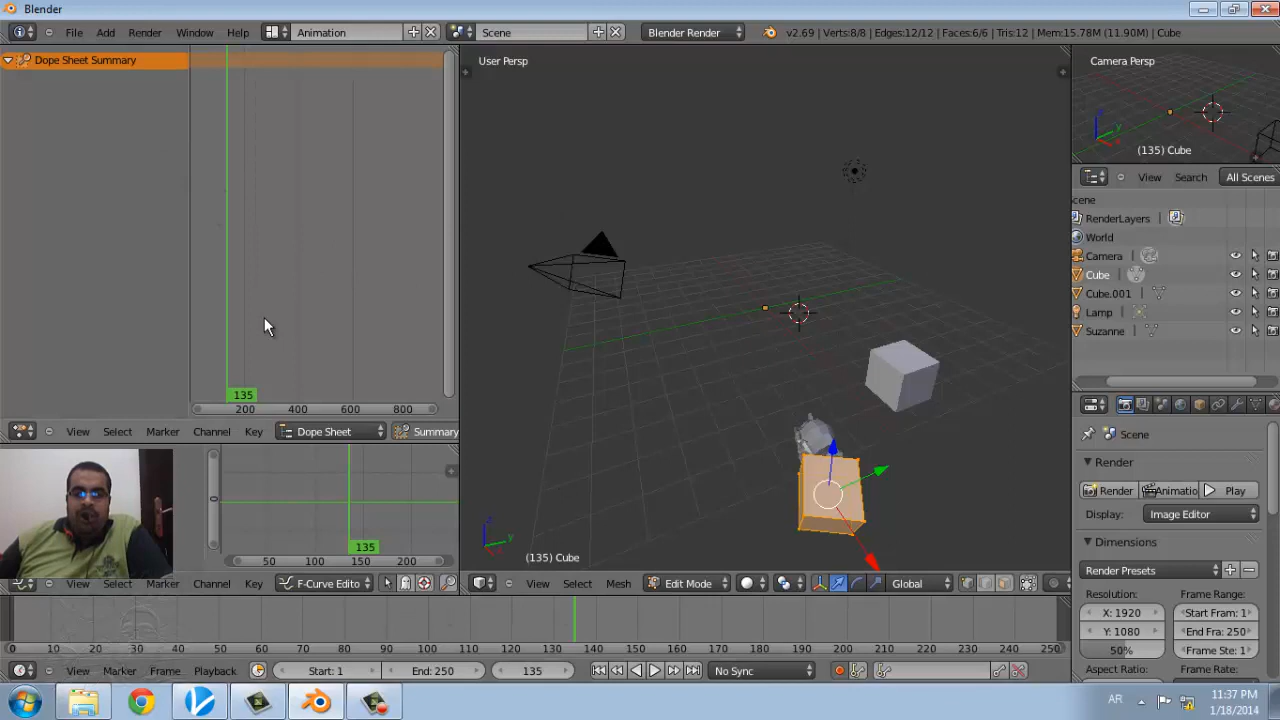 Blender
File Add Render Window Help Animation Scene Blender Render v2.69 | Verts:8/8 | Edges:12/12 | Faces:6/6 | Tris:12 | Mem:15.78M (11.90M) | Cube
Dope Sheet Summary
135
200 400 600 800
View Select Marker Channel Key Dope Sheet Summary
135
50 100 150 200
View Select Marker Channel Key F-Curve Edito
User Persp
(135) Cube
View Select Mesh Edit Mode Global
Camera Persp
(135) Cube
View Search All Scenes
cene
RenderLayers
World
Camera
Cube
Cube.001
Lamp
Suzanne
Scene
Render
Render Animatio Play
Display: Image Editor
Dimensions
Render Presets
Resolution: Frame Range:
X: 1920 Start Fram: 1
Y: 1080 End Fra: 250
50% Frame Ste: 1
Aspect Ratio: Frame Rate:
0 10 20 30 40 50 60 70 80 90 100 110 120 130 140 150 160 170 180 190 200 210 220 230 240 250
View Marker Frame Playback Start: 1 End: 250 135 No Sync
AR 11:37 PM
1/18/2014